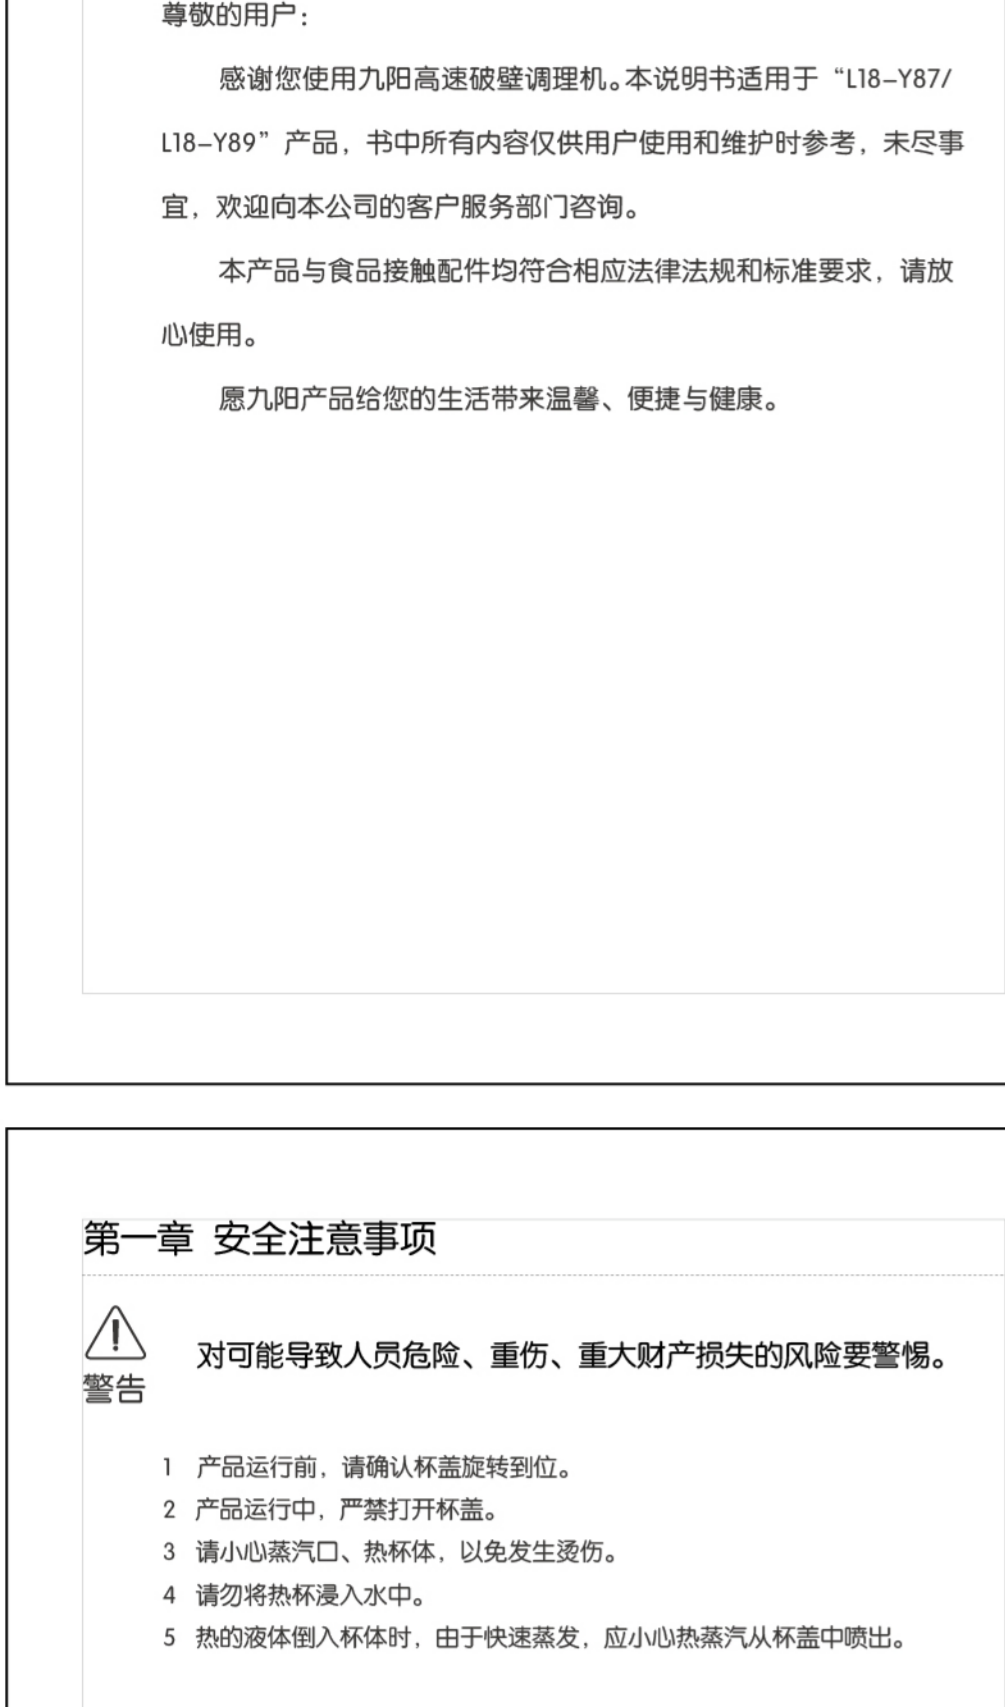 尊敬的用户：
感谢您使用九阳高速破壁调理机。本说明书适用于“L18-Y87/
L18-Y89”产品，书中所有内容仅供用户使用和维护时参考，未尽事
宜，欢迎向本公司的客户服务部门咨询。
本产品与食品接触配件均符合相应法律法规和标准要求，请放
心使用。
愿九阳产品给您的生活带来温馨、便捷与健康。
第一章 安全注意事项
对可能导致人员危险、重伤、重大财产损失的风险要警惕。
警告
1 产品运行前，请确认杯盖旋转到位。
2 产品运行中，严禁打开杯盖。
3 请小心蒸汽口、热杯体，以免发生烫伤。
4 请勿将热杯浸入水中。
5 热的液体倒入杯体时，由于快速蒸发，应小心热蒸汽从杯盖中喷出。